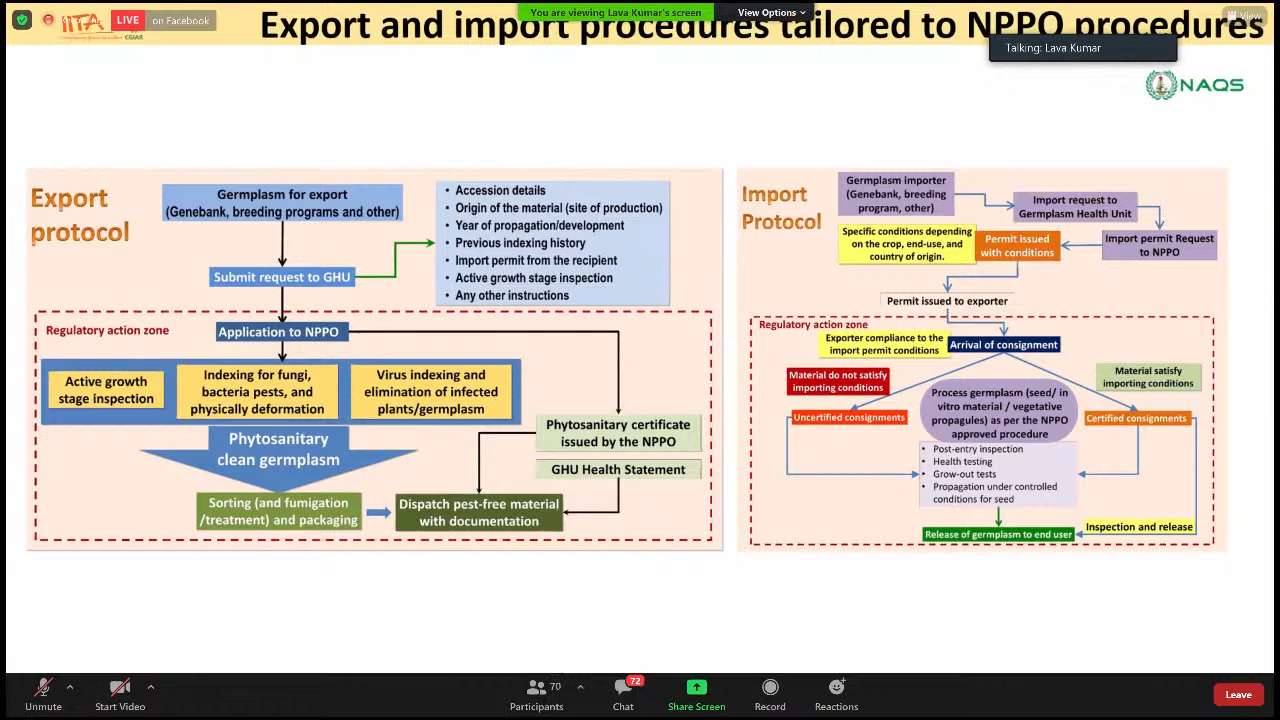 LIVE
on Facebook
You are viewing Lava Kumar's screen
View Options
View
Export and import procedures tailored to NPPO procedures
Talking: Lava Kumar
IITA
CGIAR
NAQS
Export
protocol
Germplasm for export
(Genebank, breeding programs and other)
Submit request to GHU
• Accession details
• Origin of the material (site of production)
• Year of propagation/development
• Previous indexing history
• Import permit from the recipient
• Active growth stage inspection
• Any other instructions
Regulatory action zone
Application to NPPO
Active growth
stage inspection
Indexing for fungi,
bacteria pests, and
physically deformation
Virus indexing and
elimination of infected
plants/germplasm
Phytosanitary
clean germplasm
Phytosanitary certificate
issued by the NPPO
GHU Health Statement
Sorting (and fumigation
/treatment) and packaging
Dispatch pest-free material
with documentation
Import
Protocol
Germplasm importer
(Genebank, breeding
program, other)
Import request to
Germplasm Health Unit
Import permit Request
to NPPO
Permit issued
with conditions
Specific conditions depending
on the crop, end-use, and
country of origin.
Permit issued to exporter
Regulatory action zone
Exporter compliance to the
import permit conditions
Arrival of consignment
Material do not satisfy
importing conditions
Material satisfy
importing conditions
Uncertified consignments
Process germplasm (seed/ in
vitro material / vegetative
propagules) as per the NPPO
approved procedure
Certified consignments
• Post-entry inspection
• Health testing
• Grow-out tests
• Propagation under controlled
conditions for seed
Inspection and release
Release of germplasm to end user
Unmute
Start Video
70
Participants
72
Chat
Share Screen
Record
Reactions
Leave